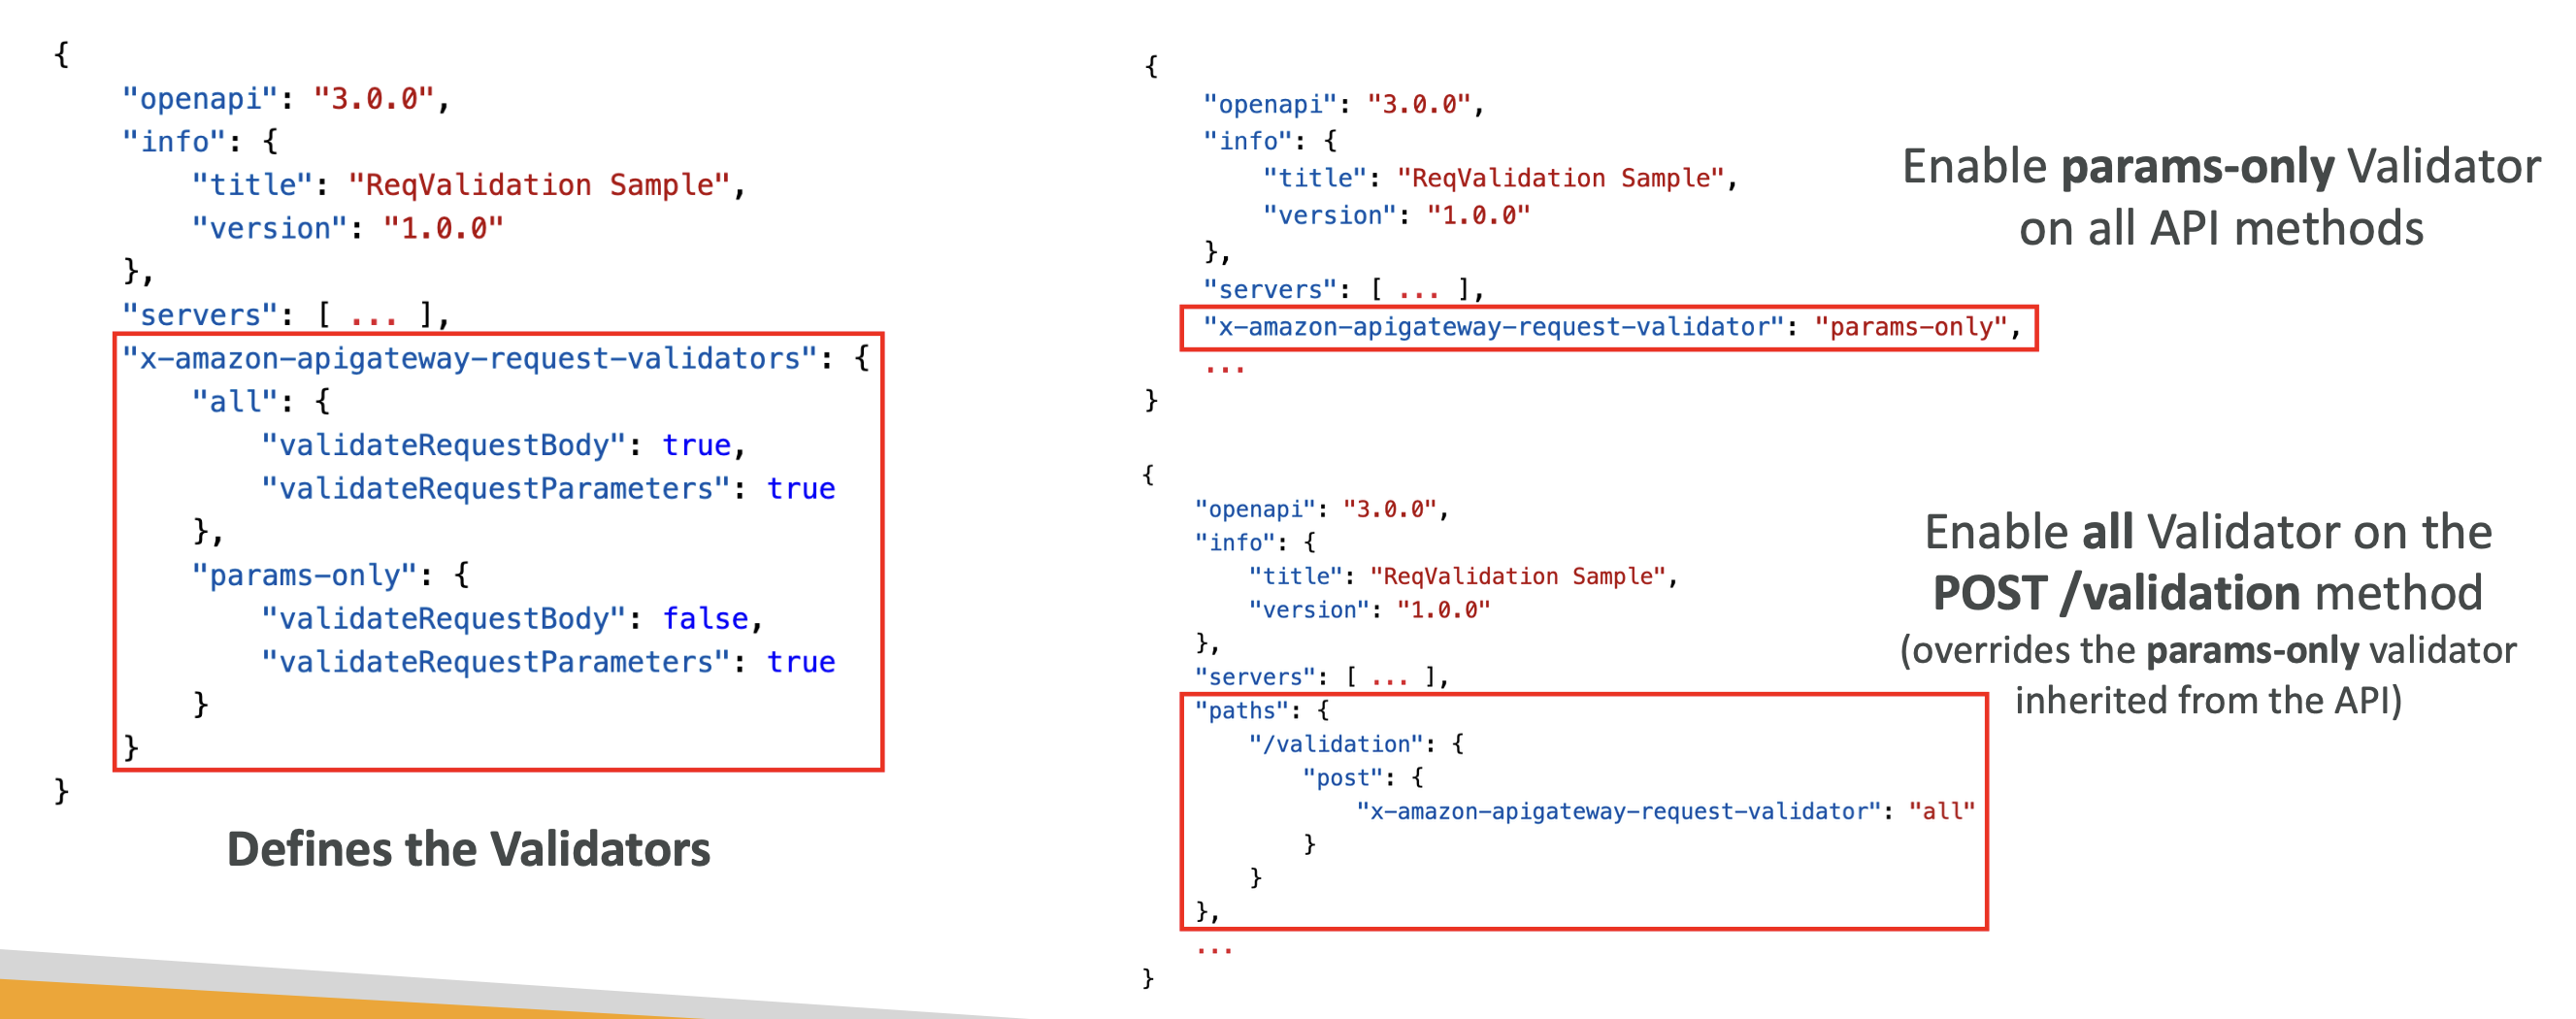 {
"openapi": "3.0.0",
"info": {
"title": "ReqValidation Sample",
"version": "1.0.0"
},
"servers": [ ... ],
"x-amazon-apigateway-request-validators": {
"all": {
"validateRequestBody": true,
"validateRequestParameters": true
},
"params-only": {
"validateRequestBody": false,
"validateRequestParameters": true
}
}
}
Defines the Validators
{
"openapi": "3.0.0",
"info": {
"title": "ReqValidation Sample",
"version": "1.0.0"
},
"servers": [ ... ],
"x-amazon-apigateway-request-validator": "params-only",
...
}
Enable params-only Validator
on all API methods
{
"openapi": "3.0.0",
"info": {
"title": "ReqValidation Sample",
"version": "1.0.0"
},
"servers": [ ... ],
"paths": {
"/validation": {
"post": {
"x-amazon-apigateway-request-validator": "all"
}
}
},
...
}
Enable all Validator on the
POST /validation method
(overrides the params-only validator
inherited from the API)